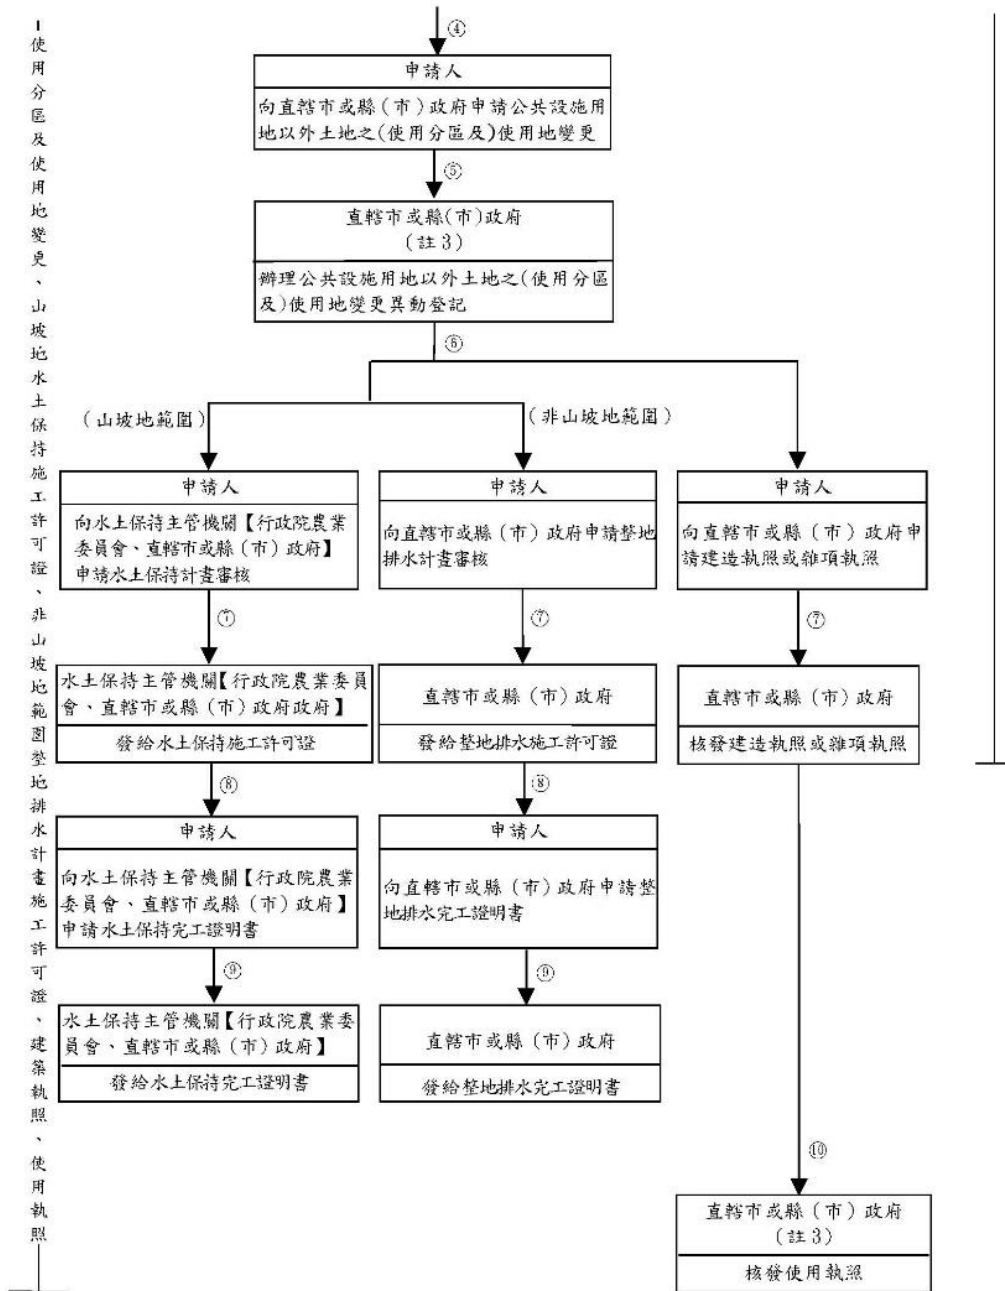 ④
申請人
向直轄市或縣(市)政府申請公共設施用
地以外土地之(使用分區及)使用地變更
⑤
直轄市或縣(市)政府
(註3)
辦理公共設施用地以外土地之(使用分區
及)使用地變更異動登記
⑥
(山坡地範圍)
申請人
向水土保持主管機關【行政院農業
委員會、直轄市或縣(市)政府】
申請水土保持計畫審核
⑦
水土保持主管機關【行政院農業委員
會、直轄市或縣(市)政府政府】
發給水土保持施工許可證
⑧
申請人
向水土保持主管機關【行政院農業
委員會、直轄市或縣(市)政府】
申請水土保持完工證明書
⑨
水土保持主管機關【行政院農業委
員會、直轄市或縣(市)政府】
發給水土保持完工證明書
(非山坡地範圍)
申請人
向直轄市或縣(市)政府申請整地
排水計畫審核
⑦
直轄市或縣(市)政府
發給整地排水施工許可證
⑧
申請人
向直轄市或縣(市)政府申請整
地排水完工證明書
⑨
直轄市或縣(市)政府
發給整地排水完工證明書
申請人
向直轄市或縣(市)政府申
請建造執照或雜項執照
⑦
直轄市或縣(市)政府
核發建造執照或雜項執照
⑩
直轄市或縣(市)政府
(註3)
核發使用執照
使用分區及使用地變更、山坡地水土保持施工許可證、非山坡地範圍整地排水計畫施工許可證、建築執照、使用執照